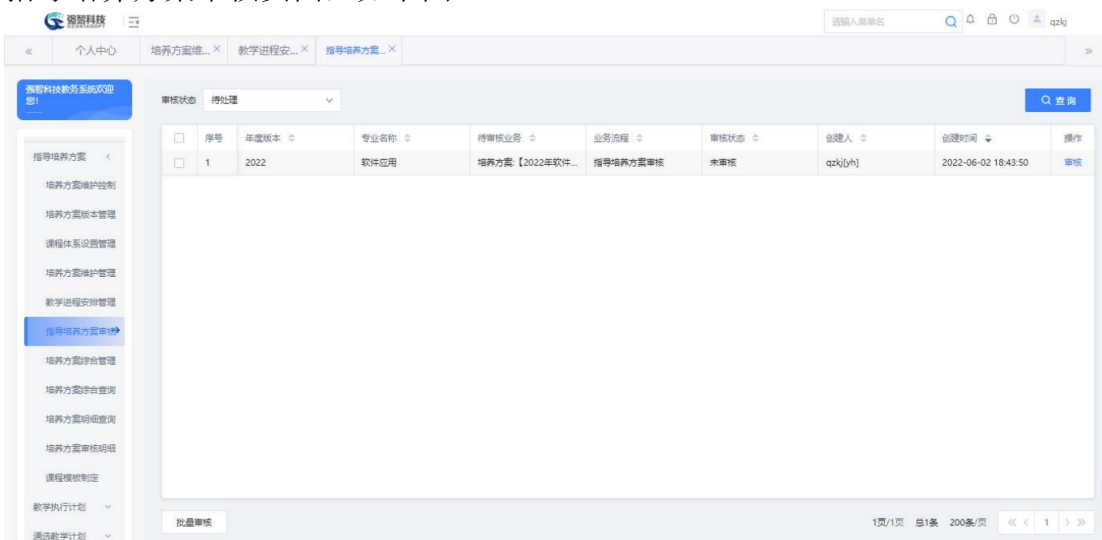 强智科技
请输入菜单名
qzkj
个人中心
培养方案维...
教学进程安...
指导培养方案...
强智科技教务系统欢迎您!
审核状态 待处理
查询
序号 年度版本 专业名称 待审核业务 业务流程 审核状态 创建人 创建时间 操作
1 2022 软件应用 培养方案:【2022年软件... 指导培养方案审核 未审核 qzkj[yh] 2022-06-02 18:43:50 审核
指导培养方案
培养方案维护控制
培养方案版本管理
课程体系设置管理
培养方案维护管理
教学进程安排管理
指导培养方案审核
培养方案综合管理
培养方案综合查询
培养方案明细查询
培养方案审核明细
课程模板制定
教学执行计划
通选教学计划
批量审核
1页/1页 总1条 200条/页 1